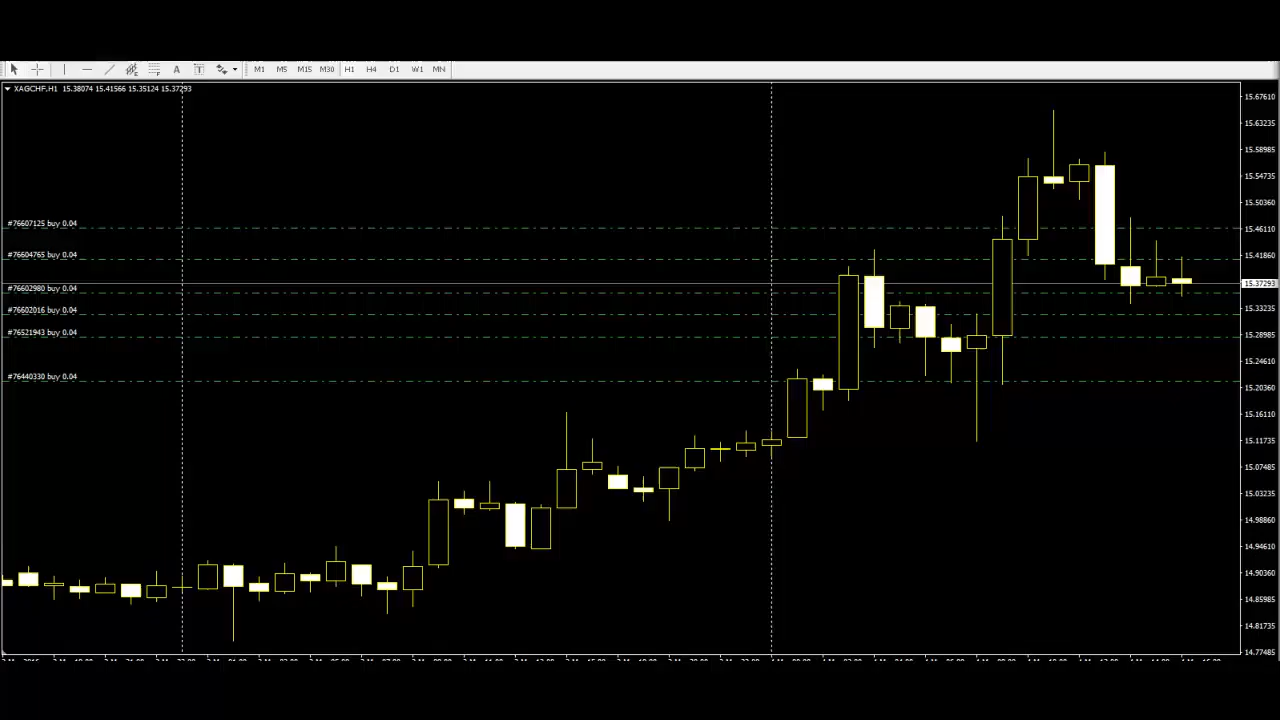 A T M1 M5 M15 M30 H1 H4 D1 W1 MN
XAGCHF.H1 15.38074 15.41566 15.35124 15.37293
#76607125 buy 0.04
#76604765 buy 0.04
#76602980 buy 0.04
#76602016 buy 0.04
#76521943 buy 0.04
#76440330 buy 0.04
15.67610
15.63235
15.58985
15.54735
15.50360
15.46110
15.41860
15.37293
15.33235
15.28985
15.24610
15.20360
15.16110
15.11735
15.07485
15.03235
14.98860
14.94610
14.90360
14.85985
14.81735
14.77485